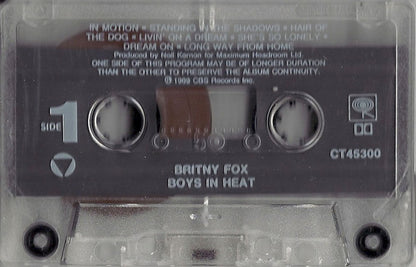 IN MOTION • STANDING IN THE SHADOWS • HAIR OF
THE DOG • LIVIN' ON A DREAM • SHE'S SO LONELY •
DREAM ON • LONG WAY FROM HOME
Produced by Neil Kernon for Maximum Headroom Ltd.
ONE SIDE OF THIS PROGRAM MAY BE OF LONGER DURATION
THAN THE OTHER TO PRESERVE THE ALBUM CONTINUITY.
℗ 1989 CBS Records Inc.
SIDE 1
CT45300
BRITNY FOX
BOYS IN HEAT